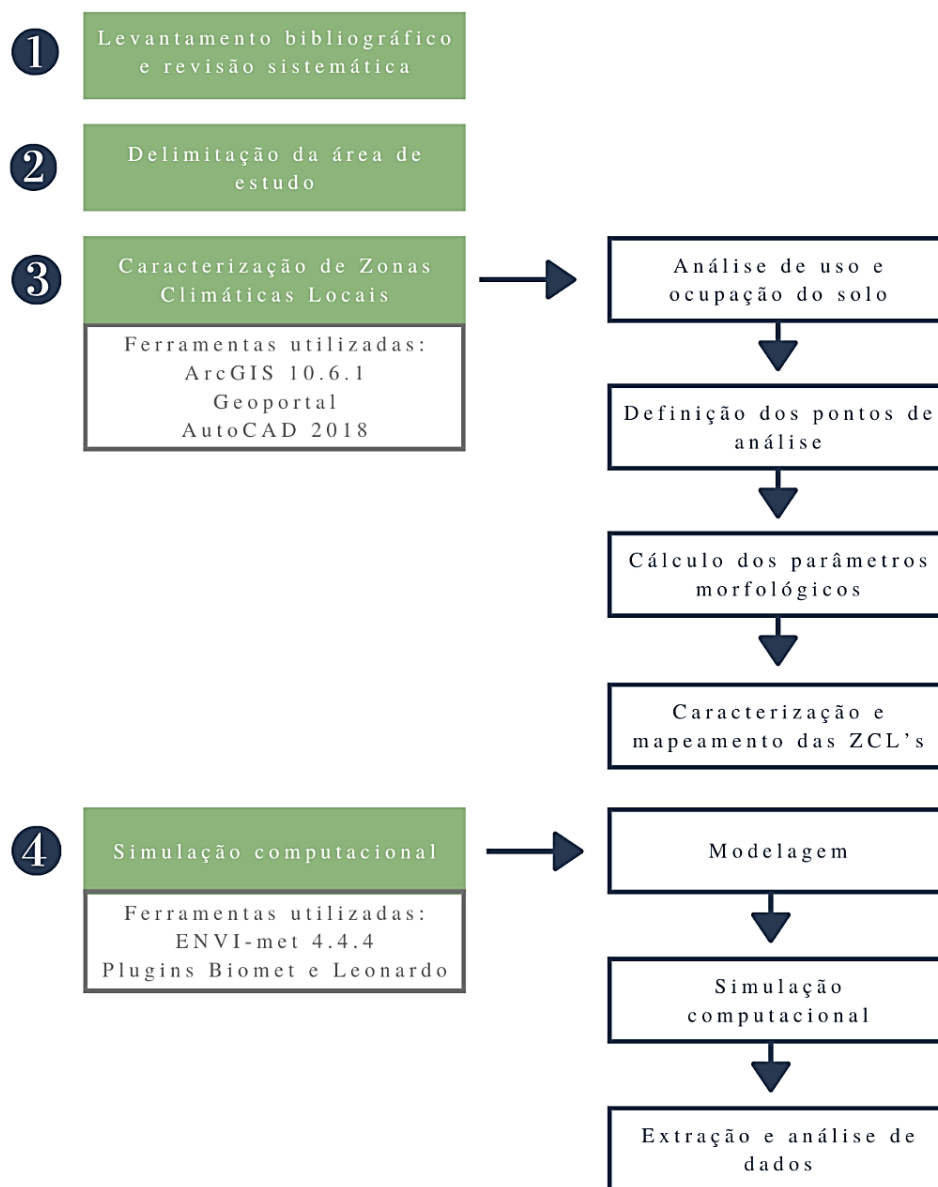 1
Levantamento bibliográfico
e revisão sistemática
2
Delimitação da área de
estudo
3
Caracterização de Zonas
Climáticas Locais
Ferramentas utilizadas:
ArcGIS 10.6.1
Geoportal
AutoCAD 2018
Análise de uso e
ocupação do solo
Definição dos pontos de
análise
Cálculo dos parâmetros
morfológicos
Caracterização e
mapeamento das ZCL's
4
Simulação computacional
Ferramentas utilizadas:
ENVI-met 4.4.4
Plugins Biomet e Leonardo
Modelagem
Simulação
computacional
Extração e análise de
dados